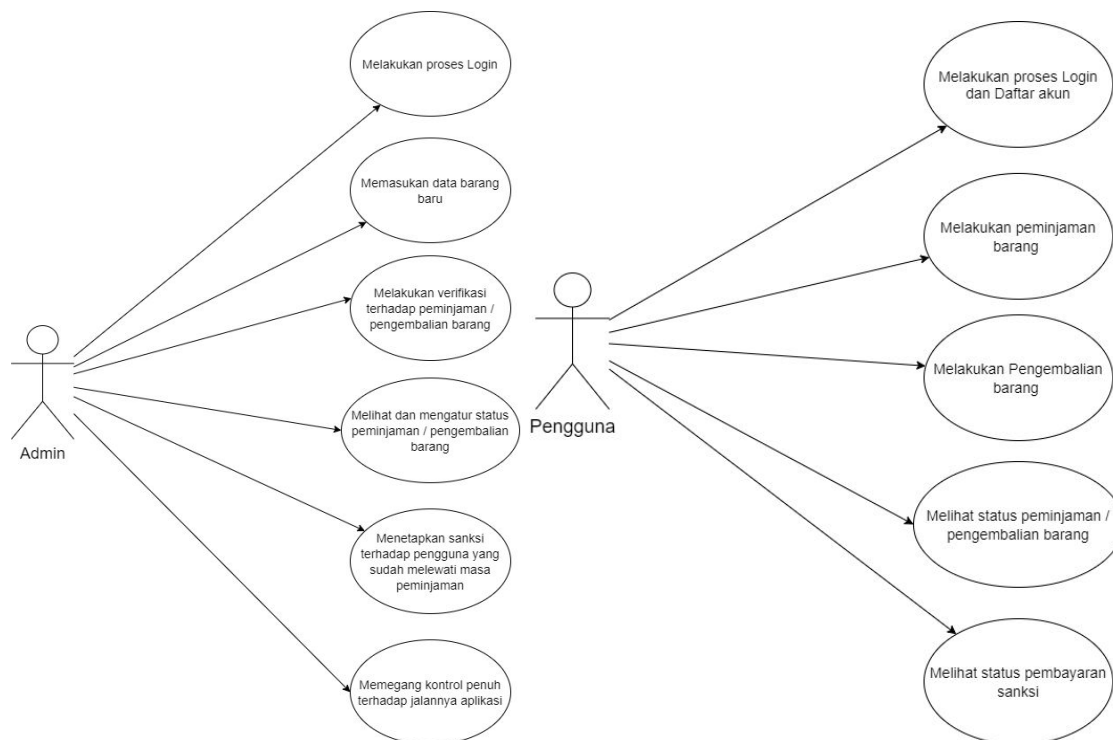 Melakukan proses Login
Memasukan data barang
baru
Melakukan verifikasi
terhadap peminjaman /
pengembalian barang
Melihat dan mengatur status
peminjaman / pengembalian
barang
Menetapkan sanksi
terhadap pengguna yang
sudah melewati masa
peminjaman
Memegang kontrol penuh
terhadap jalannya aplikasi
Admin
Melakukan proses Login
dan Daftar akun
Melakukan peminjaman
barang
Melakukan Pengembalian
barang
Melihat status peminjaman /
pengembalian barang
Melihat status pembayaran
sanksi
Pengguna